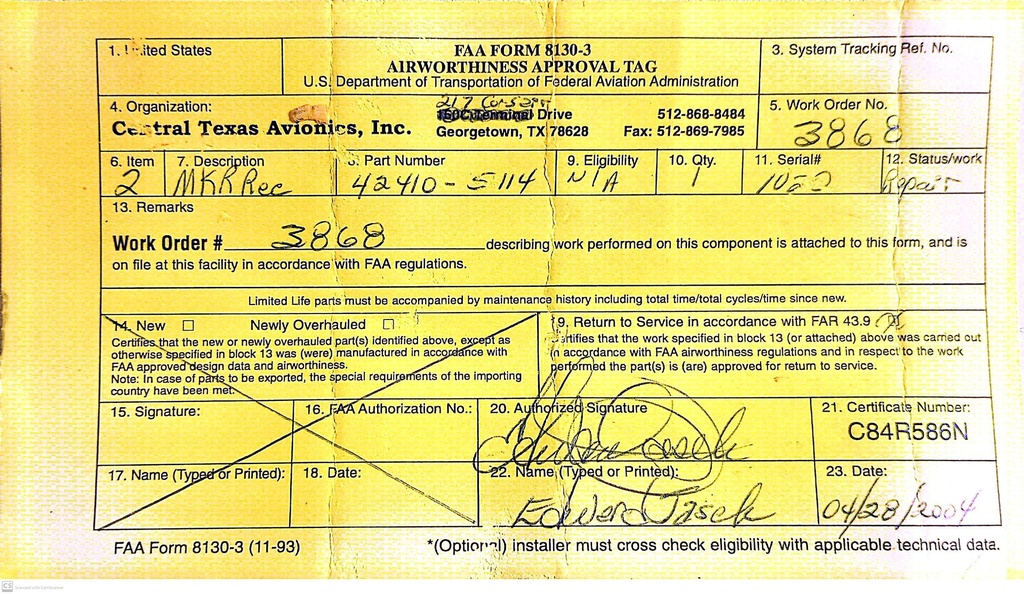 1. United States
FAA FORM 8130-3
AIRWORTHINESS APPROVAL TAG
U.S. Department of Transportation of Federal Aviation Administration
3. System Tracking Ref. No.
4. Organization:
Central Texas Avionics, Inc.
217 Corsair
Terminal Drive
Georgetown, TX 78628
512-868-8484
Fax: 512-869-7985
5. Work Order No.
3868
6. Item
2
7. Description
MKR Rec
8. Part Number
42410-5114
9. Eligibility
N/A
10. Qty.
1
11. Serial#
12. Status/work
Repair
13. Remarks
Work Order # 3868 describing work performed on this component is attached to this form, and is
on file at this facility in accordance with FAA regulations.
Limited Life parts must be accompanied by maintenance history including total time/total cycles/time since new.
14. New ☐ Newly Overhauled ☐
Certifies that the new or newly overhauled part(s) identified above, except as
otherwise specified in block 13 was (were) manufactured in accordance with
FAA approved design data and airworthiness.
Note: In case of parts to be exported, the special requirements of the importing
country have been met.
19. Return to Service in accordance with FAR 43.9 ☒
Certifies that the work specified in block 13 (or attached) above was carried out
in accordance with FAA airworthiness regulations and in respect to the work
performed the part(s) is (are) approved for return to service.
15. Signature:
16. FAA Authorization No.:
20. Authorized Signature
21. Certificate Number:
C84R586N
17. Name (Typed or Printed):
18. Date:
22. Name (Typed or Printed):
Edward Jasek
23. Date:
04/28/2004
FAA Form 8130-3 (11-93)
*(Optional) installer must cross check eligibility with applicable technical data.
CS Scanned with CamScanner